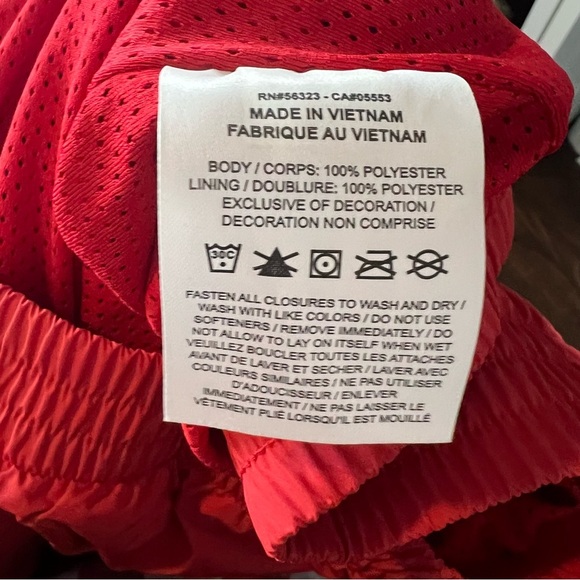 RN#56323 - CA#05553
MADE IN VIETNAM
FABRIQUE AU VIETNAM
BODY / CORPS: 100% POLYESTER
LINING / DOUBLURE: 100% POLYESTER
EXCLUSIVE OF DECORATION /
DECORATION NON COMPRISE
30C
FASTEN ALL CLOSURES TO WASH AND DRY /
WASH WITH LIKE COLORS / DO NOT USE
SOFTENERS / REMOVE IMMEDIATELY / DO
NOT ALLOW TO LAY ON ITSELF WHEN WET
VEUILLEZ BOUCLER TOUTES LES ATTACHES
AVANT DE LAVER ET SECHER / LAVER AVEC
COULEURS SIMILAIRES / NE PAS UTILISER
D'ADOUCISSEUR / ENLEVER
IMMEDIATEMENT / NE PAS LAISSER LE
VÊTEMENT PLIÉ LORSQU'IL EST MOUILLÉ